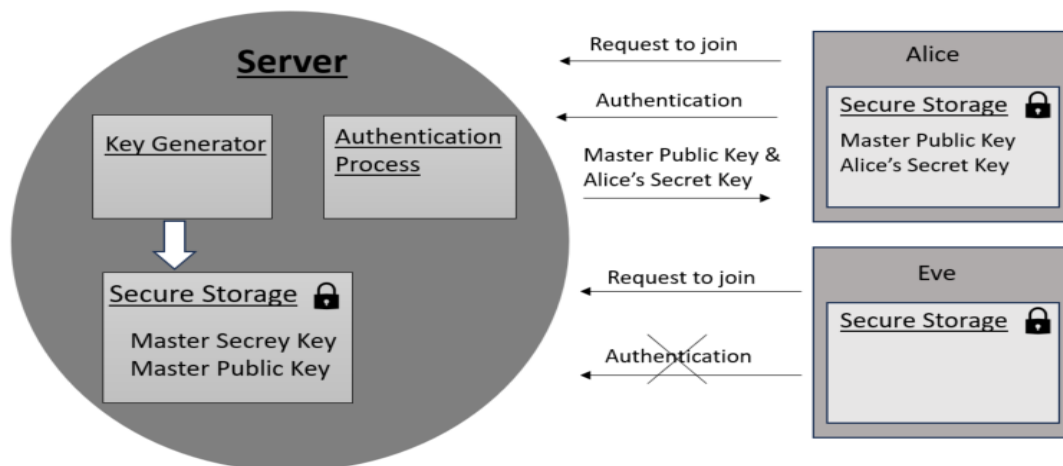 Server
Key Generator
Authentication
Process
Secure Storage
Master Secrey Key
Master Public Key
Request to join
Authentication
Master Public Key &
Alice's Secret Key
Request to join
Authentication
Alice
Secure Storage
Master Public Key
Alice's Secret Key
Eve
Secure Storage